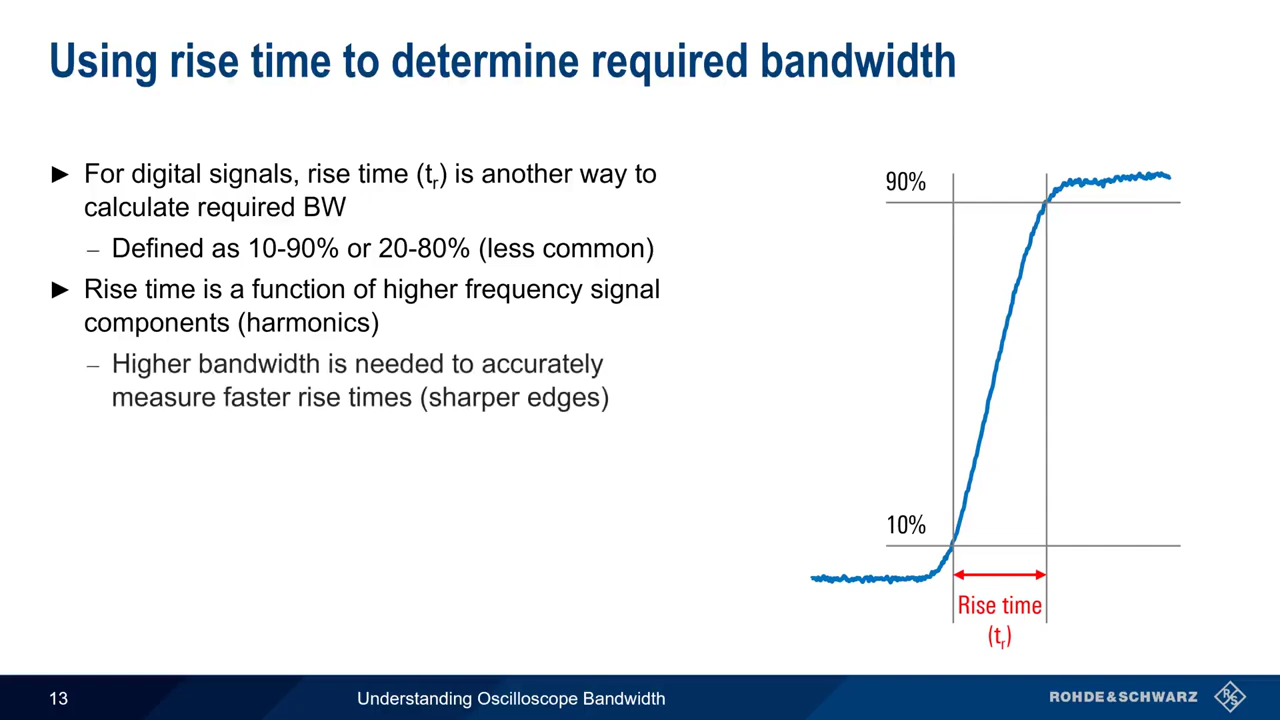 Using rise time to determine required bandwidth
► For digital signals, rise time (tr) is another way to
calculate required BW
– Defined as 10-90% or 20-80% (less common)
► Rise time is a function of higher frequency signal
components (harmonics)
– Higher bandwidth is needed to accurately
measure faster rise times (sharper edges)
90%
10%
Rise time
(tr)
13
Understanding Oscilloscope Bandwidth
ROHDE&SCHWARZ
R&S